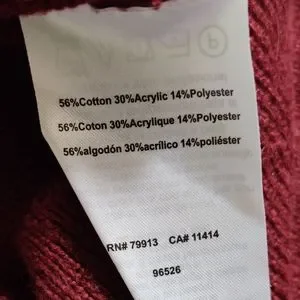 56%Cotton 30%Acrylic 14%Polyester
56%Coton 30%Acrylique 14%Polyester
56%algodón 30%acrílico 14%poliéster
RN# 79913 CA# 11414
96526